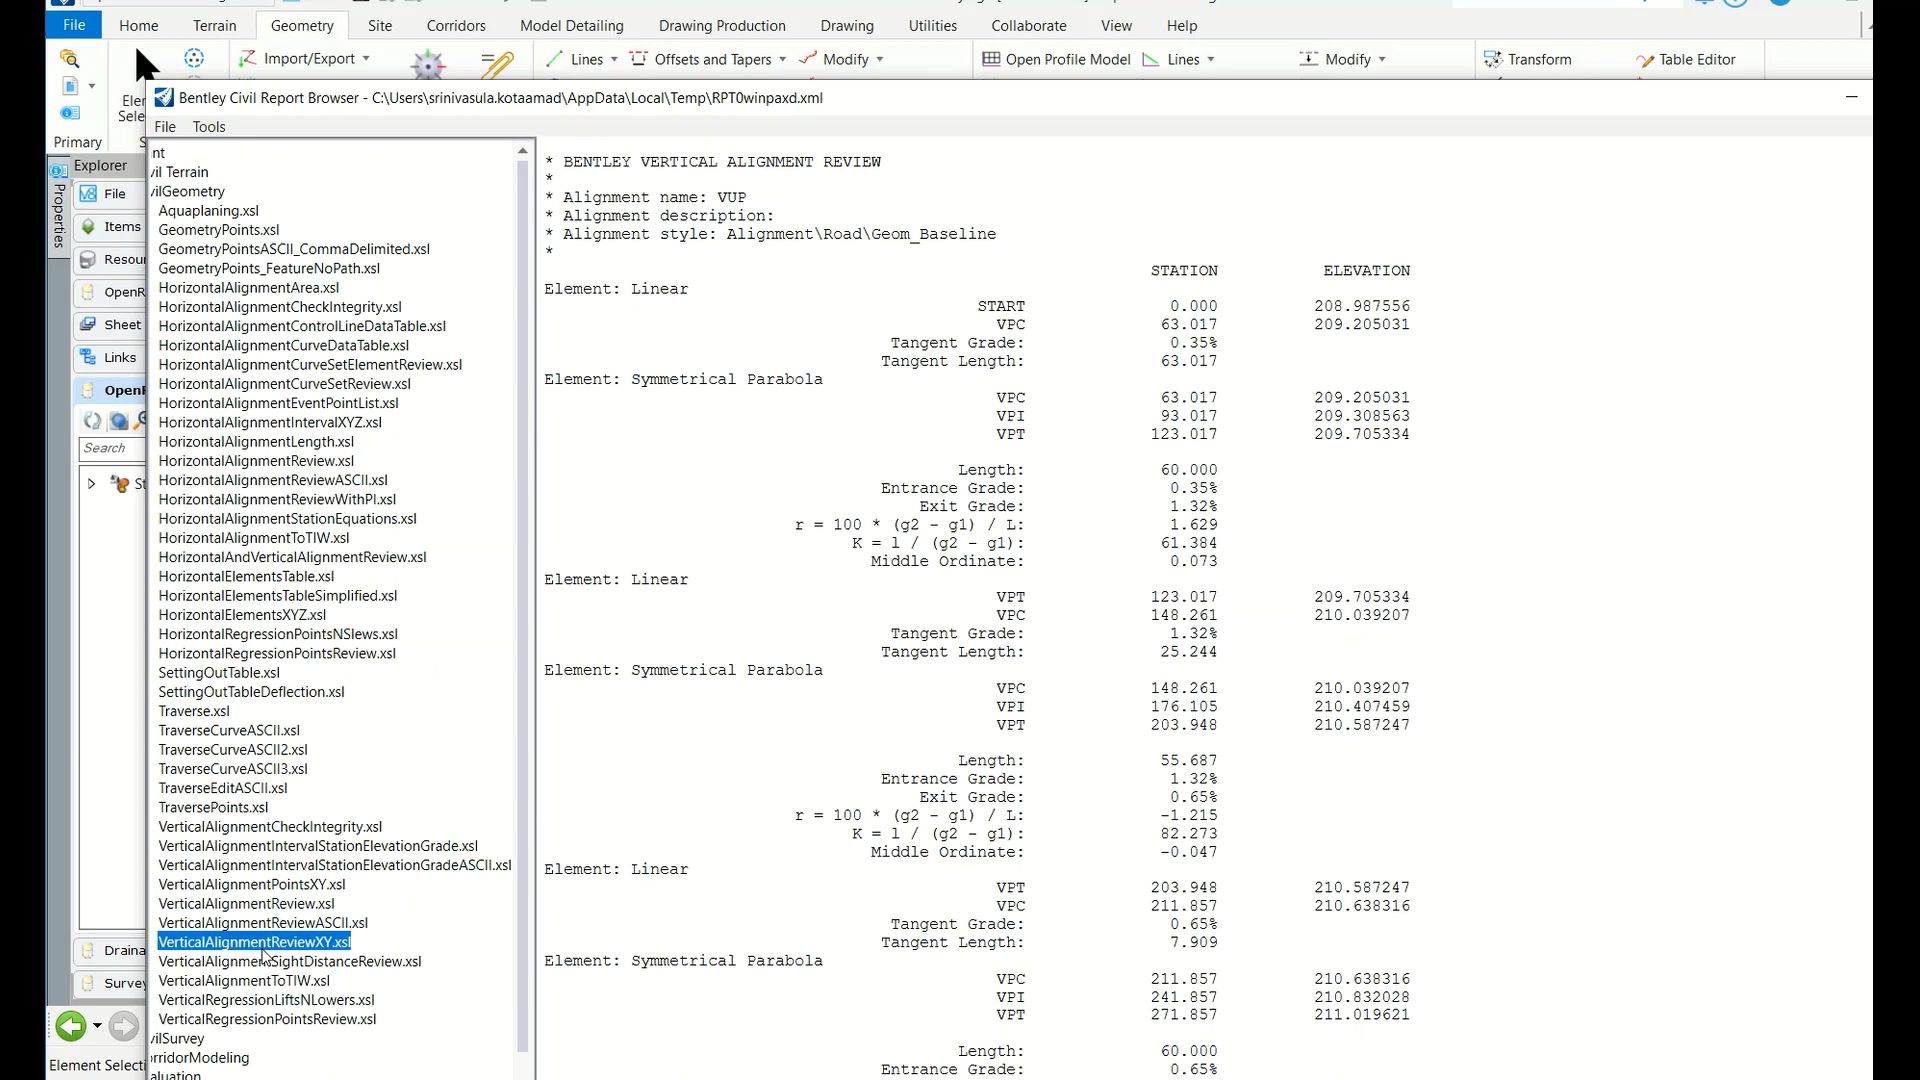 File Home Terrain Geometry Site Corridors Model Detailing Drawing Production Drawing Utilities Collaborate View Help
Import/Export Lines Offsets and Tapers Modify Open Profile Model Lines Modify Transform Table Editor
Primary
Explorer
Properties
File
Items
Sheet
Links
Search
Element Selecti
Bentley Civil Report Browser - C:\Users\srinivasula.kotaamad\AppData\Local\Temp\RPT0winpaxd.xml
File Tools
nt
vil Terrain
vilGeometry
Aquaplaning.xsl
GeometryPoints.xsl
GeometryPointsASCII_CommaDelimited.xsl
GeometryPoints_FeatureNoPath.xsl
HorizontalAlignmentArea.xsl
HorizontalAlignmentCheckIntegrity.xsl
HorizontalAlignmentControlLineDataTable.xsl
HorizontalAlignmentCurveDataTable.xsl
HorizontalAlignmentCurveSetElementReview.xsl
HorizontalAlignmentCurveSetReview.xsl
HorizontalAlignmentEventPointList.xsl
HorizontalAlignmentIntervalXYZ.xsl
HorizontalAlignmentLength.xsl
HorizontalAlignmentReview.xsl
HorizontalAlignmentReviewASCII.xsl
HorizontalAlignmentReviewWithPI.xsl
HorizontalAlignmentStationEquations.xsl
HorizontalAlignmentToTIW.xsl
HorizontalAndVerticalAlignmentReview.xsl
HorizontalElementsTable.xsl
HorizontalElementsTableSimplified.xsl
HorizontalElementsXYZ.xsl
HorizontalRegressionPointsNSlews.xsl
HorizontalRegressionPointsReview.xsl
SettingOutTable.xsl
SettingOutTableDeflection.xsl
Traverse.xsl
TraverseCurveASCII.xsl
TraverseCurveASCII2.xsl
TraverseCurveASCII3.xsl
TraverseEditASCII.xsl
TraversePoints.xsl
VerticalAlignmentCheckIntegrity.xsl
VerticalAlignmentIntervalStationElevationGrade.xsl
VerticalAlignmentIntervalStationElevationGradeASCII.xsl
VerticalAlignmentPointsXY.xsl
VerticalAlignmentReview.xsl
VerticalAlignmentReviewASCII.xsl
VerticalAlignmentReviewXY.xsl
VerticalAlignmentSightDistanceReview.xsl
VerticalAlignmentToTIW.xsl
VerticalRegressionLiftsNLowers.xsl
VerticalRegressionPointsReview.xsl
vilSurvey
orridorModeling
aluation
* BENTLEY VERTICAL ALIGNMENT REVIEW
*
* Alignment name: VUP
* Alignment description:
* Alignment style: Alignment\Road\Geom_Baseline
*
STATION ELEVATION
Element: Linear
START 0.000 208.987556
VPC 63.017 209.205031
Tangent Grade: 0.35%
Tangent Length: 63.017
Element: Symmetrical Parabola
VPC 63.017 209.205031
VPI 93.017 209.308563
VPT 123.017 209.705334
Length: 60.000
Entrance Grade: 0.35%
Exit Grade: 1.32%
r = 100 * (g2 - g1) / L: 1.629
K = l / (g2 - g1): 61.384
Middle Ordinate: 0.073
Element: Linear
VPT 123.017 209.705334
VPC 148.261 210.039207
Tangent Grade: 1.32%
Tangent Length: 25.244
Element: Symmetrical Parabola
VPC 148.261 210.039207
VPI 176.105 210.407459
VPT 203.948 210.587247
Length: 55.687
Entrance Grade: 1.32%
Exit Grade: 0.65%
r = 100 * (g2 - g1) / L: -1.215
K = l / (g2 - g1): 82.273
Middle Ordinate: -0.047
Element: Linear
VPT 203.948 210.587247
VPC 211.857 210.638316
Tangent Grade: 0.65%
Tangent Length: 7.909
Element: Symmetrical Parabola
VPC 211.857 210.638316
VPI 241.857 210.832028
VPT 271.857 211.019621
Length: 60.000
Entrance Grade: 0.65%